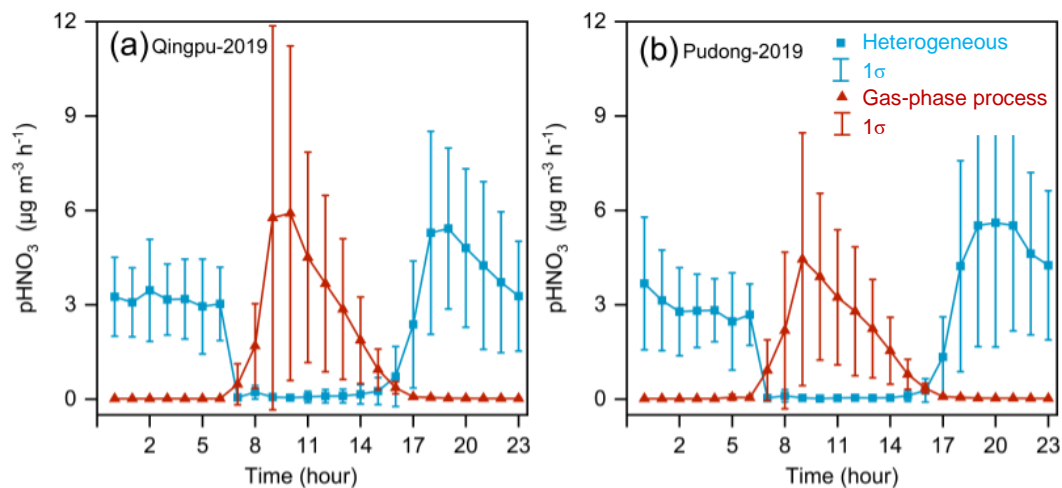 (a) Qingpu-2019
12
9
6
3
0
pHNO₃ (µg m⁻³ h⁻¹)
2 5 8 11 14 17 20 23
Time (hour)
(b) Pudong-2019
Heterogeneous
1σ
Gas-phase process
1σ
12
9
6
3
0
pHNO₃ (µg m⁻³ h⁻¹)
2 5 8 11 14 17 20 23
Time (hour)